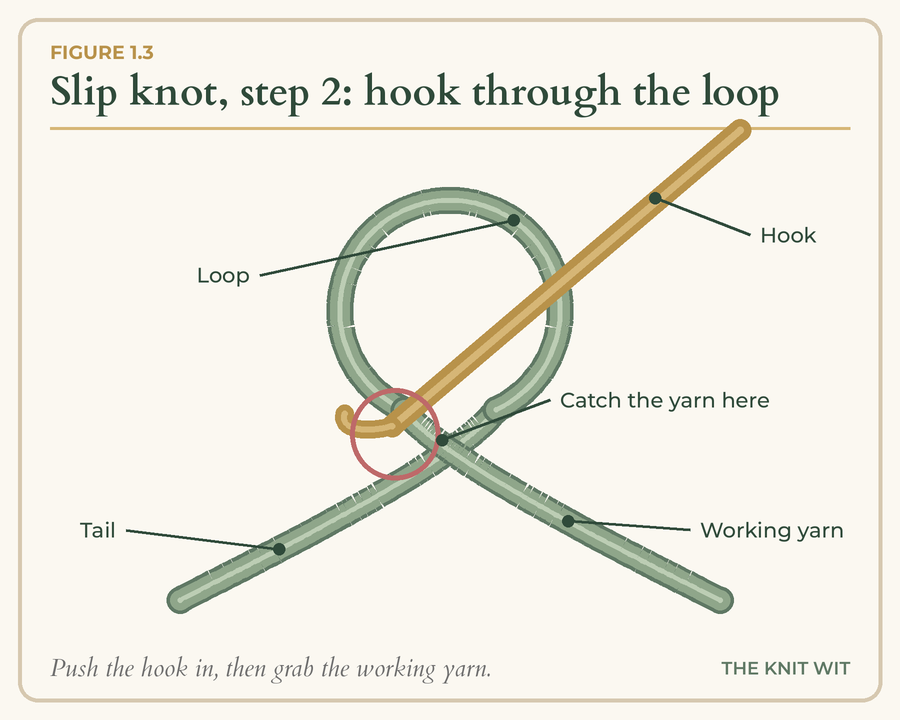 FIGURE 1.3
Slip knot, step 2: hook through the loop
Hook
Loop
Catch the yarn here
Tail
Working yarn
Push the hook in, then grab the working yarn.
THE KNIT WIT